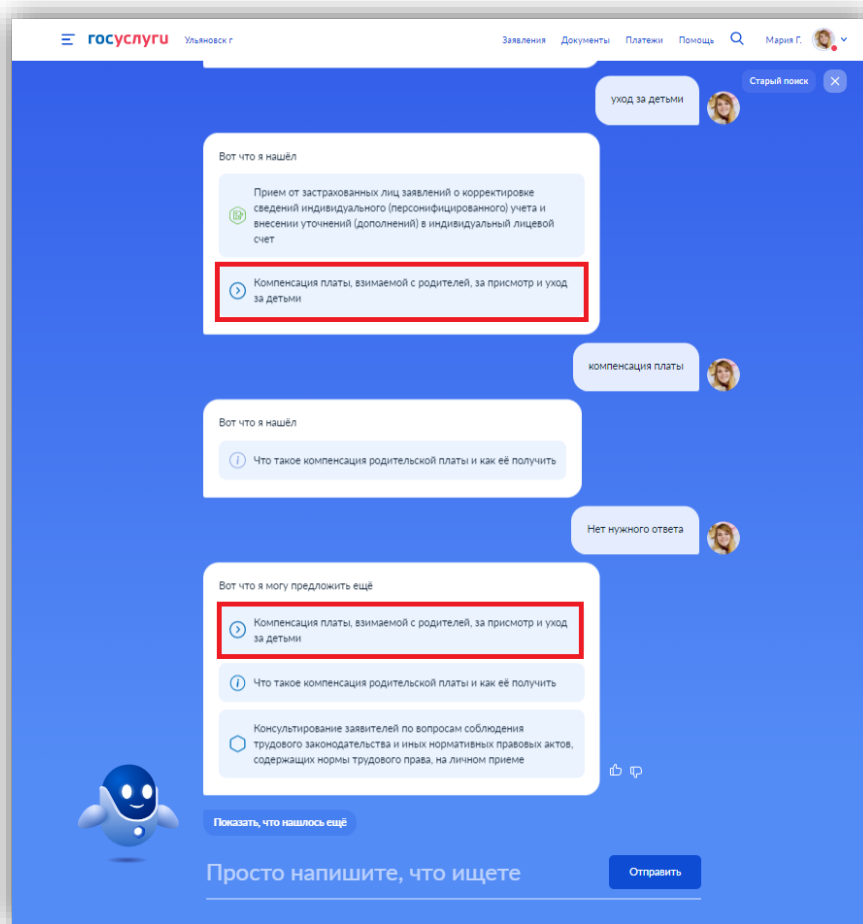 госуслуги Ульяновск г Заявления Документы Платежи Помощь Мария Г.
Старый поиск
уход за детьми
Вот что я нашёл
Прием от застрахованных лиц заявлений о корректировке
сведений индивидуального (персонифицированного) учета и
внесении уточнений (дополнений) в индивидуальный лицевой
счет
Компенсация платы, взимаемой с родителей, за присмотр и уход
за детьми
компенсация платы
Вот что я нашёл
Что такое компенсация родительской платы и как её получить
Нет нужного ответа
Вот что я могу предложить ещё
Компенсация платы, взимаемой с родителей, за присмотр и уход
за детьми
Что такое компенсация родительской платы и как её получить
Консультирование заявителей по вопросам соблюдения
трудового законодательства и иных нормативных правовых актов,
содержащих нормы трудового права, на личном приеме
Показать, что нашлось ещё
Просто напишите, что ищете
Отправить